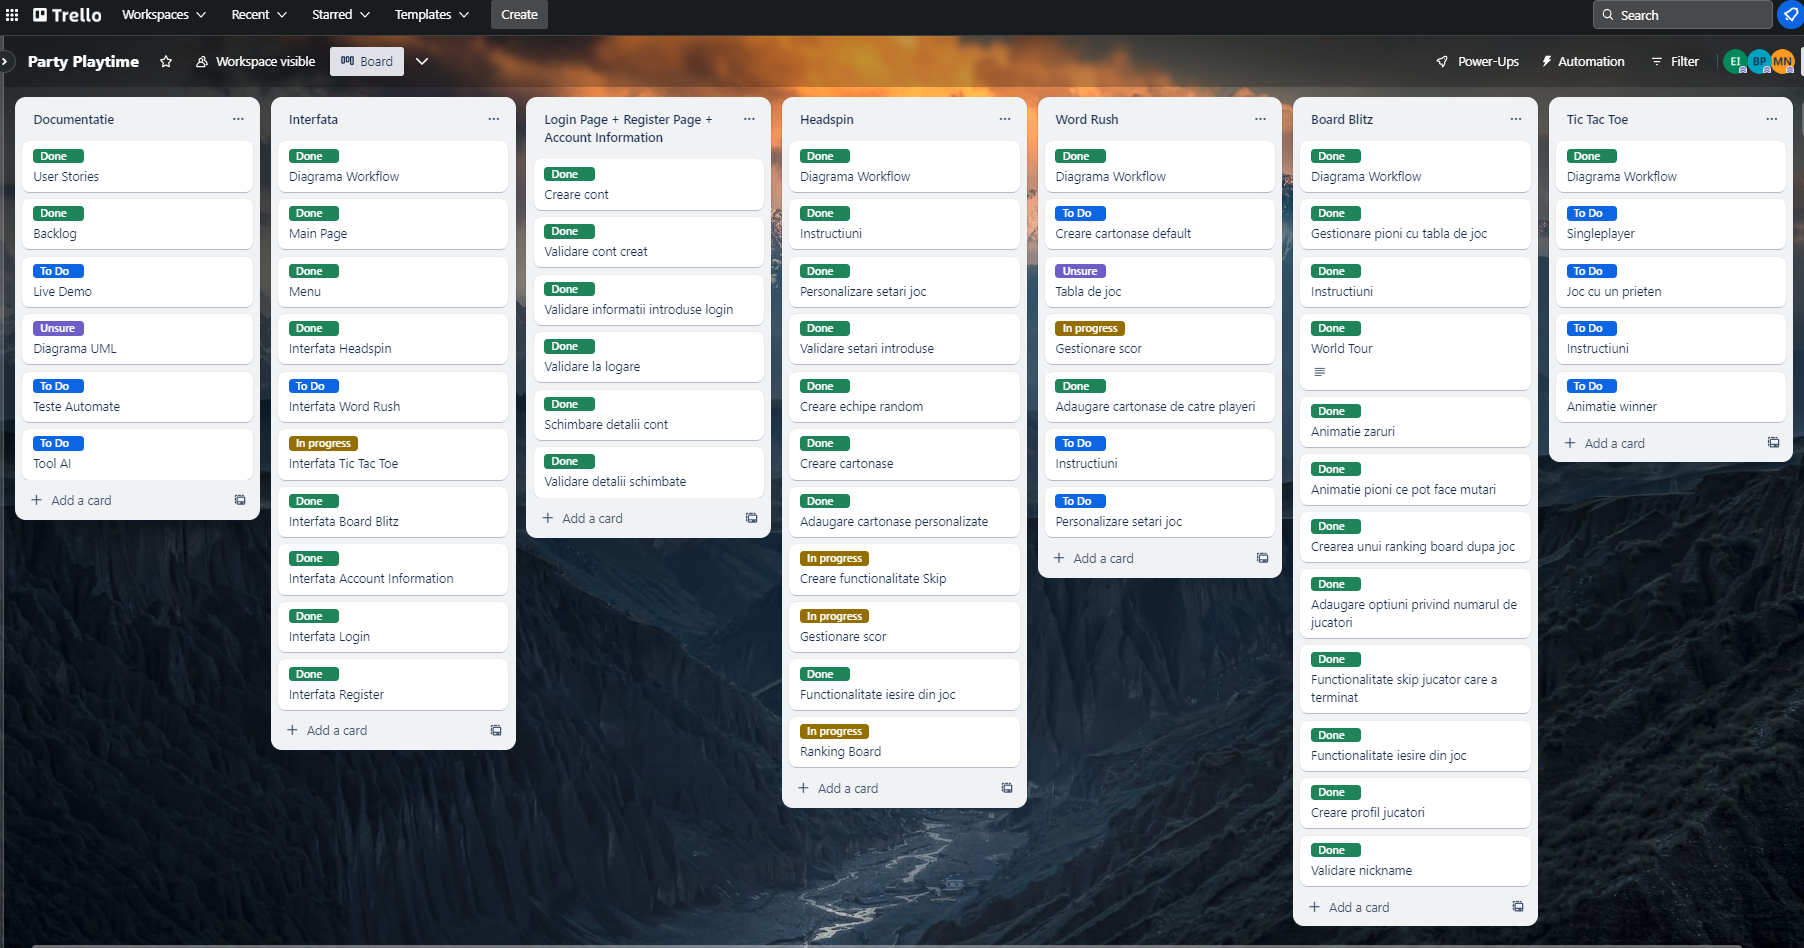 Trello
Workspaces
Recent
Starred
Templates
Create
Search
Party Playtime
Workspace visible
Board
Power-Ups
Automation
Filter
EI
BP
MN
Documentatie
Done
User Stories
Done
Backlog
To Do
Live Demo
Unsure
Diagrama UML
To Do
Teste Automate
To Do
Tool AI
Add a card
Interfata
Done
Diagrama Workflow
Done
Main Page
Done
Menu
Done
Interfata Headspin
To Do
Interfata Word Rush
In progress
Interfata Tic Tac Toe
Done
Interfata Board Blitz
Done
Interfata Account Information
Done
Interfata Login
Done
Interfata Register
Add a card
Login Page + Register Page +
Account Information
Done
Creare cont
Done
Validare cont creat
Done
Validare informatii introduse login
Done
Validare la logare
Done
Schimbare detalii cont
Done
Validare detalii schimbate
Add a card
Headspin
Done
Diagrama Workflow
Done
Instructiuni
Done
Personalizare setari joc
Done
Validare setari introduse
Done
Creare echipe random
Done
Creare cartonase
Done
Adaugare cartonase personalizate
In progress
Creare functionalitate Skip
In progress
Gestionare scor
Done
Functionalitate iesire din joc
In progress
Ranking Board
Add a card
Word Rush
Done
Diagrama Workflow
To Do
Creare cartonase default
Unsure
Tabla de joc
In progress
Gestionare scor
Done
Adaugare cartonase de catre playeri
To Do
Instructiuni
To Do
Personalizare setari joc
Add a card
Board Blitz
Done
Diagrama Workflow
Done
Gestionare pioni cu tabla de joc
Done
Instructiuni
Done
World Tour
Done
Animatie zaruri
Done
Animatie pioni ce pot face mutari
Done
Crearea unui ranking board dupa joc
Done
Adaugare optiuni privind numarul de
jucatori
Done
Functionalitate skip jucator care a
terminat
Done
Functionalitate iesire din joc
Done
Creare profil jucatori
Done
Validare nickname
Add a card
Tic Tac Toe
Done
Diagrama Workflow
To Do
Singleplayer
To Do
Joc cu un prieten
To Do
Instructiuni
To Do
Animatie winner
Add a card